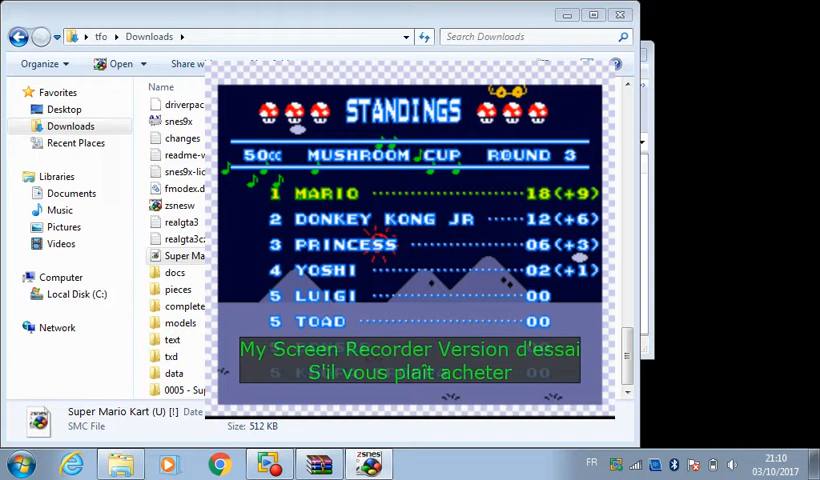 tfo
Downloads
Search Downloads
Organize
Open
Favorites
Desktop
Downloads
Recent Places
Libraries
Documents
Music
Pictures
Videos
Computer
Local Disk (C:)
Network
Name
driverpac
snes9x
changes
readme-w
snes9x-lic
fmodex.d
zsnesw
realgta3
realgta3cz
Super Ma
docs
pieces
complete
models
text
txd
data
0005 - Su
STANDINGS
50cc MUSHROOM CUP ROUND 3
1 MARIO 18(+9)
2 DONKEY KONG JR 12(+6)
3 PRINCESS 06(+3)
4 YOSHI 02(+1)
5 LUIGI 00
5 TOAD 00
My Screen Recorder Version d'essai
S'il vous plaît acheter
Super Mario Kart (U) [!] Date
SMC File
Size: 512 KB
FR
21:10
03/10/2017